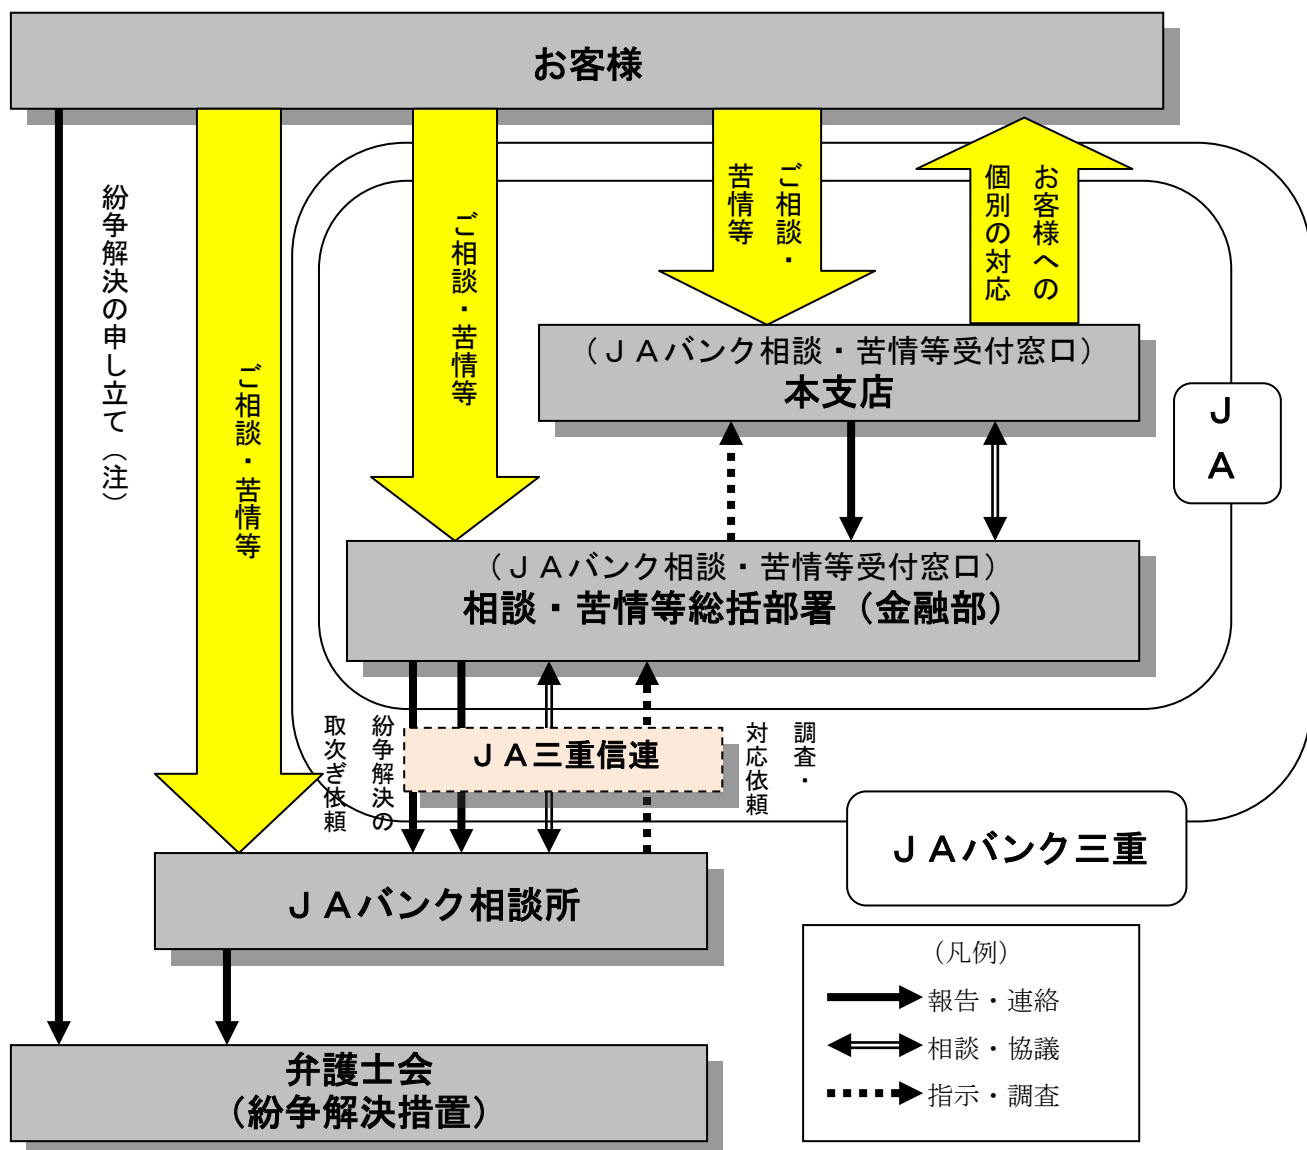 お客様
紛争解決の申し立て（注）
ご相談・苦情等
ご相談・苦情等
ご相談・
苦情等
お客様への
個別の対応
（ＪＡバンク相談・苦情等受付窓口）
本支店
Ｊ
Ａ
（ＪＡバンク相談・苦情等受付窓口）
相談・苦情等総括部署（金融部）
紛争解決の
取次ぎ依頼
ＪＡ三重信連
調査・
対応依頼
ＪＡバンク三重
ＪＡバンク相談所
（凡例）
報告・連絡
相談・協議
指示・調査
弁護士会
（紛争解決措置）